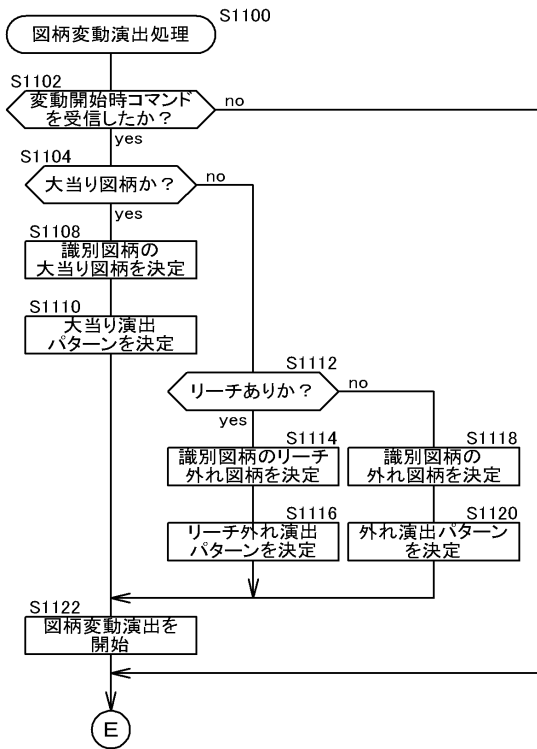 S1100
図柄変動演出処理
S1102
変動開始時コマンド
を受信したか？
no
yes
S1104
大当り図柄か？
no
yes
S1108
識別図柄の
大当り図柄を決定
S1110
大当り演出
パターンを決定
S1112
リーチありか？
no
yes
S1114
識別図柄のリーチ
外れ図柄を決定
S1118
識別図柄の
外れ図柄を決定
S1116
リーチ外れ演出
パターンを決定
S1120
外れ演出パターン
を決定
S1122
図柄変動演出を
開始
E